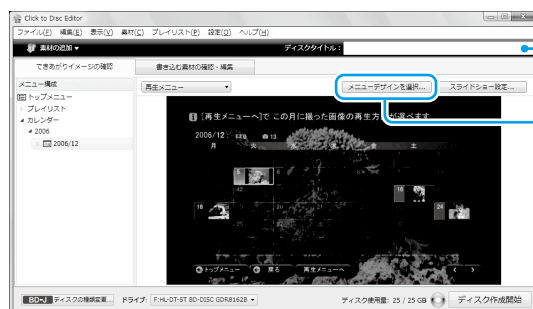 Click to Disc Editor
ファイル(F) 編集(E) 表示(V) 素材(C) プレイリスト(P) 設定(O) ヘルプ(H)
素材の追加 ▼ ディスクタイトル：
できあがりイメージの確認 書き込む素材の確認・編集
メニュー構成
再生メニュー メニューデザインを選択... スライドショー設定...
トップメニュー
プレイリスト
カレンダー
2006
2006/12
[再生メニューへ]で この月に撮った画像の再生方法が選べます
2006/12: 13
月 火 水 木 金 土
5 6
12
16
18 19 20 24
トップメニュー 戻る 再生メニューへ
BD-J ディスクの種類変更... ドライブ: F:HL-DT-ST BD-DISC GDR8162B ディスク使用量: 25 / 25 GB ディスク作成開始